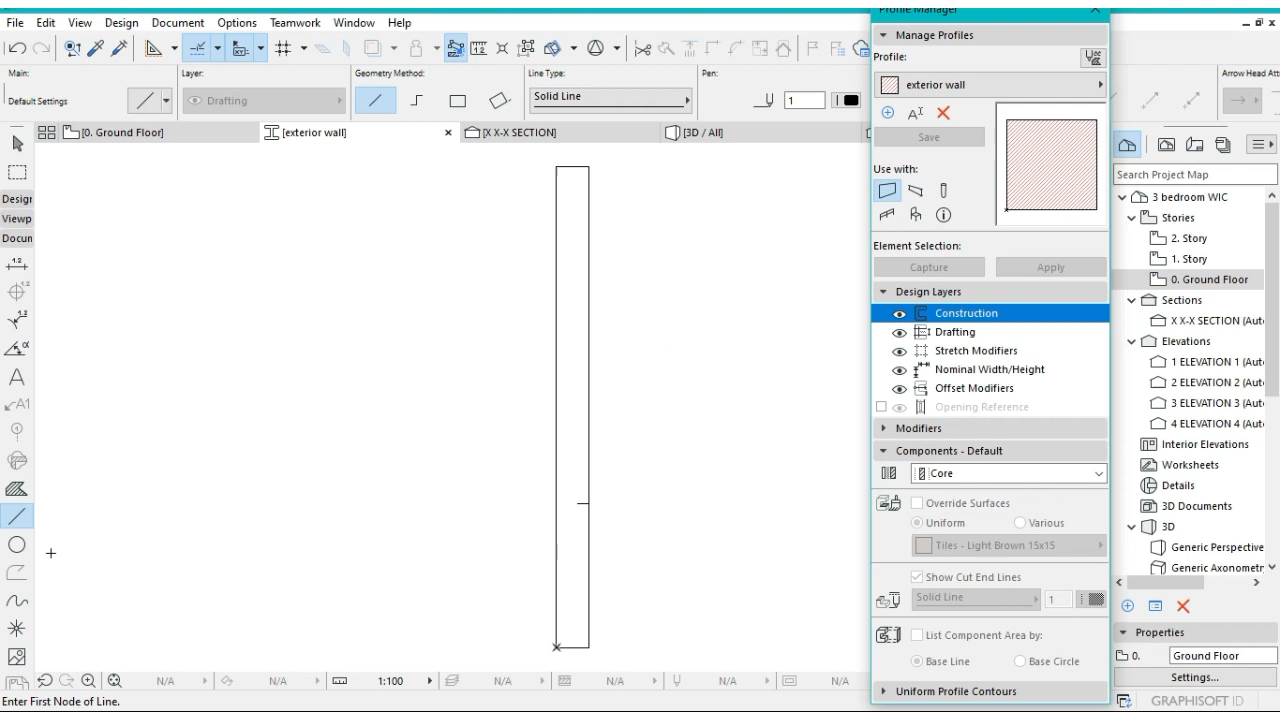 Profile Manager
File Edit View Design Document Options Teamwork Window Help
Manage Profiles
Main:
Layer:
Geometry Method:
Line Type:
Pen:
Profile:
Arrow Head Att
Default Settings
Drafting
Solid Line
1
exterior wall
[0. Ground Floor]
[exterior wall]
[X X-X SECTION]
[3D / All]
Save
Search Project Map
Use with:
3 bedroom WIC
Stories
2. Story
1. Story
0. Ground Floor
Sections
X X-X SECTION (Aut
Elevations
1 ELEVATION 1 (Aut
2 ELEVATION 2 (Aut
3 ELEVATION 3 (Aut
4 ELEVATION 4 (Aut
Interior Elevations
Worksheets
Details
3D Documents
3D
Generic Perspective
Generic Axonometr
Element Selection:
Capture
Apply
Design Layers
Construction
Drafting
Stretch Modifiers
Nominal Width/Height
Offset Modifiers
Opening Reference
Modifiers
Components - Default
Core
Override Surfaces
Uniform
Various
Tiles - Light Brown 15x15
Show Cut End Lines
Solid Line
1
List Component Area by:
Base Line
Base Circle
Uniform Profile Contours
Design
Viewp
Docun
1.2
1.2
1.2
α
A
A1
Properties
0.
Ground Floor
Settings...
N/A
N/A
1:100
N/A
N/A
N/A
N/A
Enter First Node of Line.
GRAPHISOFT ID